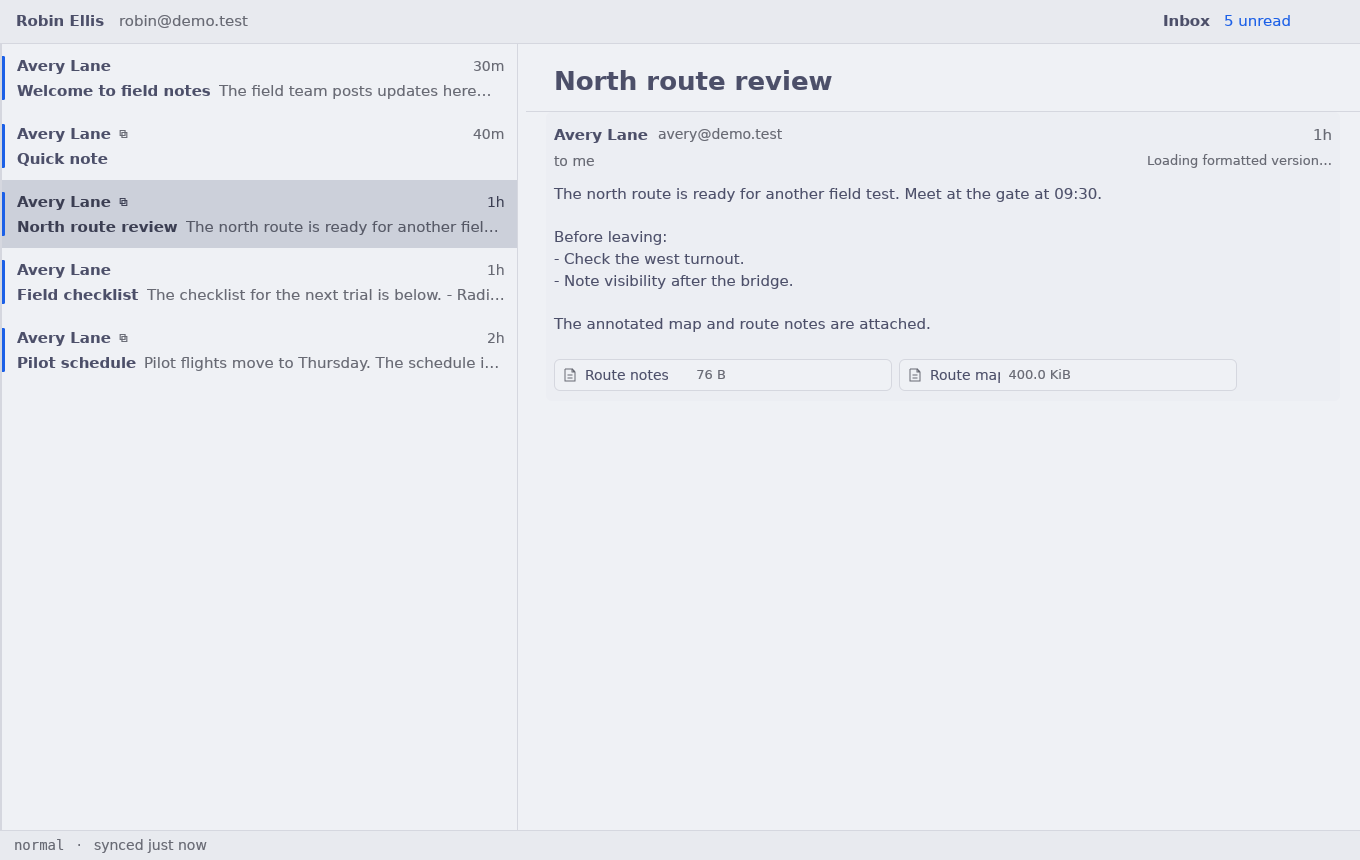 Robin Ellis robin@demo.test
Inbox 5 unread
Avery Lane 30m
Welcome to field notes The field team posts updates here…
Avery Lane 40m
Quick note
Avery Lane 1h
North route review The north route is ready for another fiel…
Avery Lane 1h
Field checklist The checklist for the next trial is below. - Radi…
Avery Lane 2h
Pilot schedule Pilot flights move to Thursday. The schedule i…
North route review
Avery Lane avery@demo.test 1h
to me Loading formatted version…
The north route is ready for another field test. Meet at the gate at 09:30.
Before leaving:
- Check the west turnout.
- Note visibility after the bridge.
The annotated map and route notes are attached.
Route notes 76 B
Route map 400.0 KiB
normal · synced just now